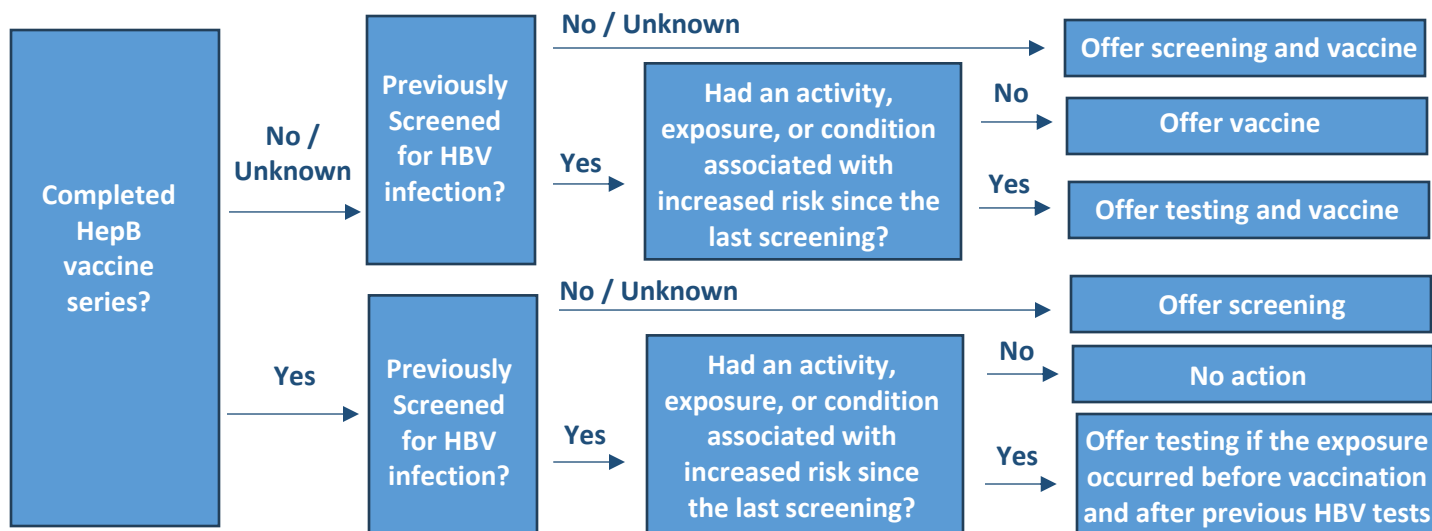 Completed
HepB
vaccine
series?
No /
Unknown
Previously
Screened
for HBV
infection?
No / Unknown
Offer screening and vaccine
Yes
Had an activity,
exposure, or condition
associated with
increased risk since the
last screening?
No
Offer vaccine
Yes
Offer testing and vaccine
Yes
Previously
Screened
for HBV
infection?
No / Unknown
Offer screening
Yes
Had an activity,
exposure, or condition
associated with
increased risk since
the last screening?
No
No action
Yes
Offer testing if the exposure
occurred before vaccination
and after previous HBV tests